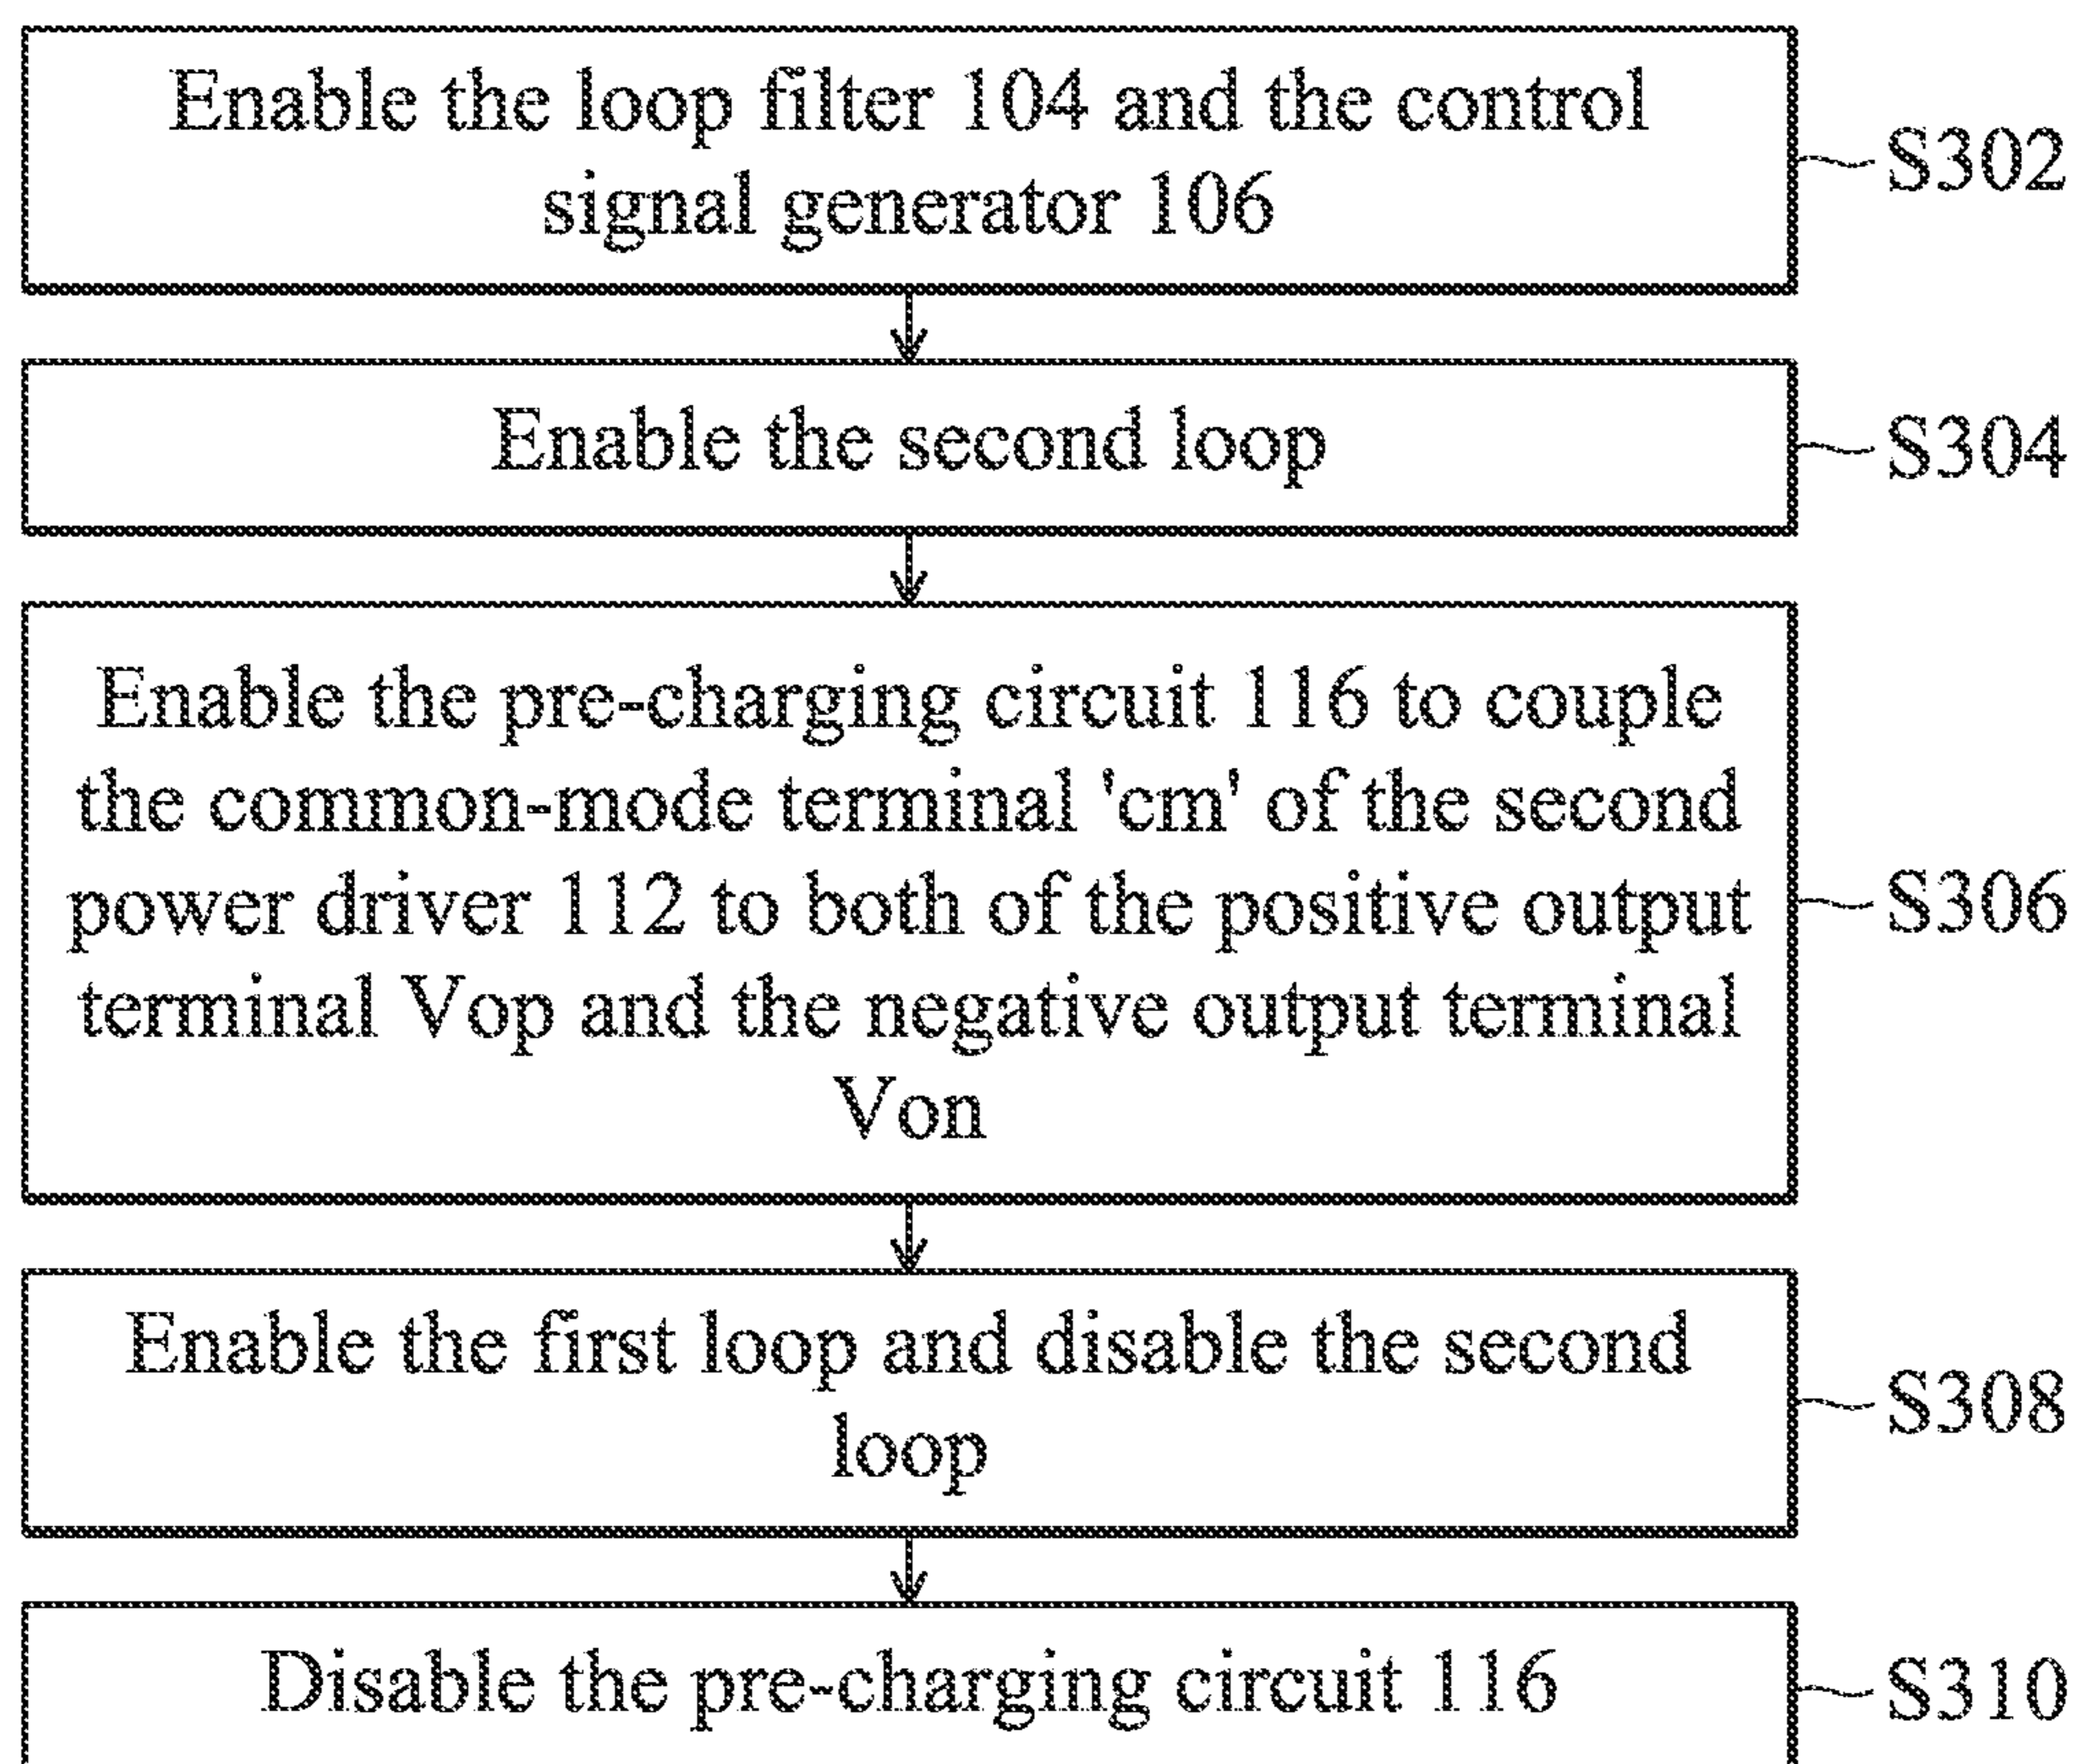 Enable the loop filter 104 and the control
signal generator 106
S302
Enable the second loop
S304
Enable the pre-charging circuit 116 to couple
the common-mode terminal 'cm' of the second
power driver 112 to both of the positive output
terminal Vop and the negative output terminal
Von
S306
Enable the first loop and disable the second
loop
S308
Disable the pre-charging circuit 116
S310